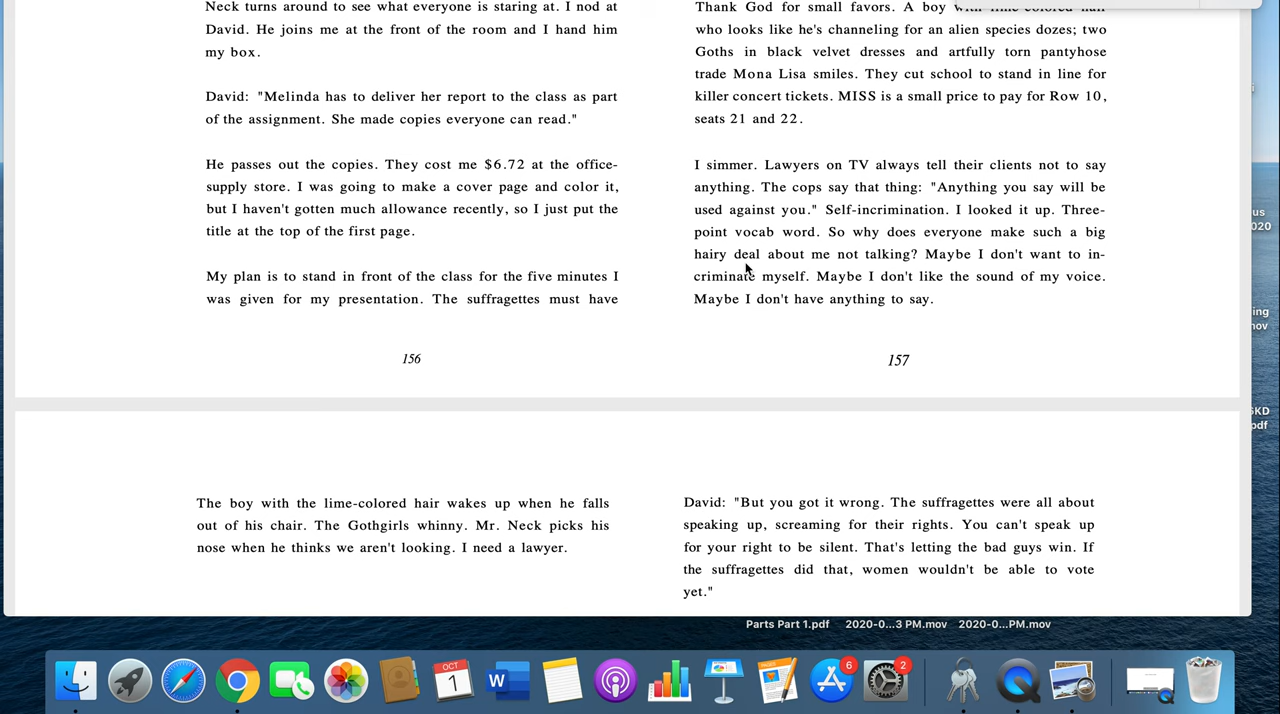 Neck turns around to see what everyone is staring at. I nod at
David. He joins me at the front of the room and I hand him
my box.
David: "Melinda has to deliver her report to the class as part
of the assignment. She made copies everyone can read."
He passes out the copies. They cost me $6.72 at the office-
supply store. I was going to make a cover page and color it,
but I haven't gotten much allowance recently, so I just put the
title at the top of the first page.
My plan is to stand in front of the class for the five minutes I
was given for my presentation. The suffragettes must have
156
Thank God for small favors. A boy with lime-colored hair
who looks like he's channeling for an alien species dozes; two
Goths in black velvet dresses and artfully torn pantyhose
trade Mona Lisa smiles. They cut school to stand in line for
killer concert tickets. MISS is a small price to pay for Row 10,
seats 21 and 22.
I simmer. Lawyers on TV always tell their clients not to say
anything. The cops say that thing: "Anything you say will be
used against you." Self-incrimination. I looked it up. Three-
point vocab word. So why does everyone make such a big
hairy deal about me not talking? Maybe I don't want to in-
criminate myself. Maybe I don't like the sound of my voice.
Maybe I don't have anything to say.
157
The boy with the lime-colored hair wakes up when he falls
out of his chair. The Gothgirls whinny. Mr. Neck picks his
nose when he thinks we aren't looking. I need a lawyer.
David: "But you got it wrong. The suffragettes were all about
speaking up, screaming for their rights. You can't speak up
for your right to be silent. That's letting the bad guys win. If
the suffragettes did that, women wouldn't be able to vote
yet."
us
020
ing
nov
GKD
pdf
Parts Part 1.pdf
2020-0...3 PM.mov
2020-0...PM.mov
OCT
1
W
PAGES
6
2